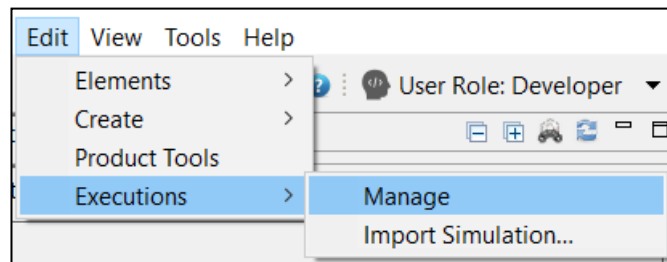 Edit View Tools Help
Elements >
User Role: Developer
Create >
Product Tools
Executions >
Manage
Import Simulation...